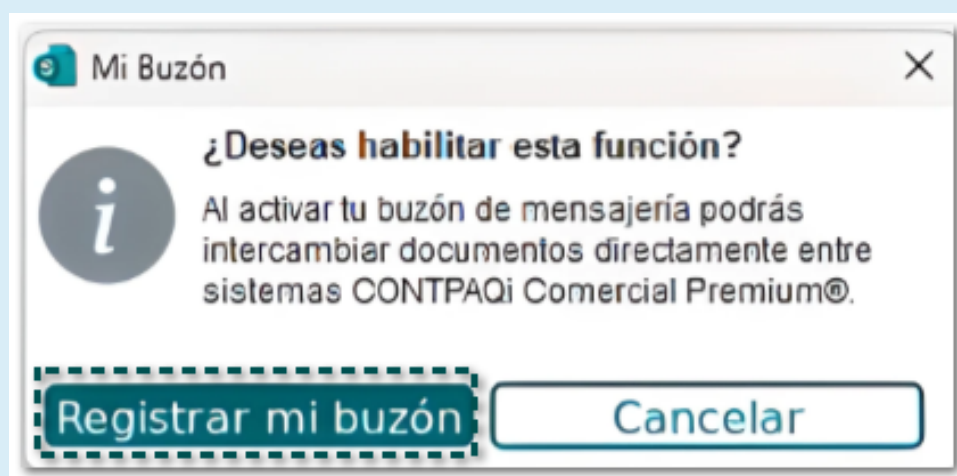 Mi Buzón
¿Deseas habilitar esta función?
Al activar tu buzón de mensajería podrás
intercambiar documentos directamente entre
sistemas CONTPAQi Comercial Premium®.
Registrar mi buzón
Cancelar